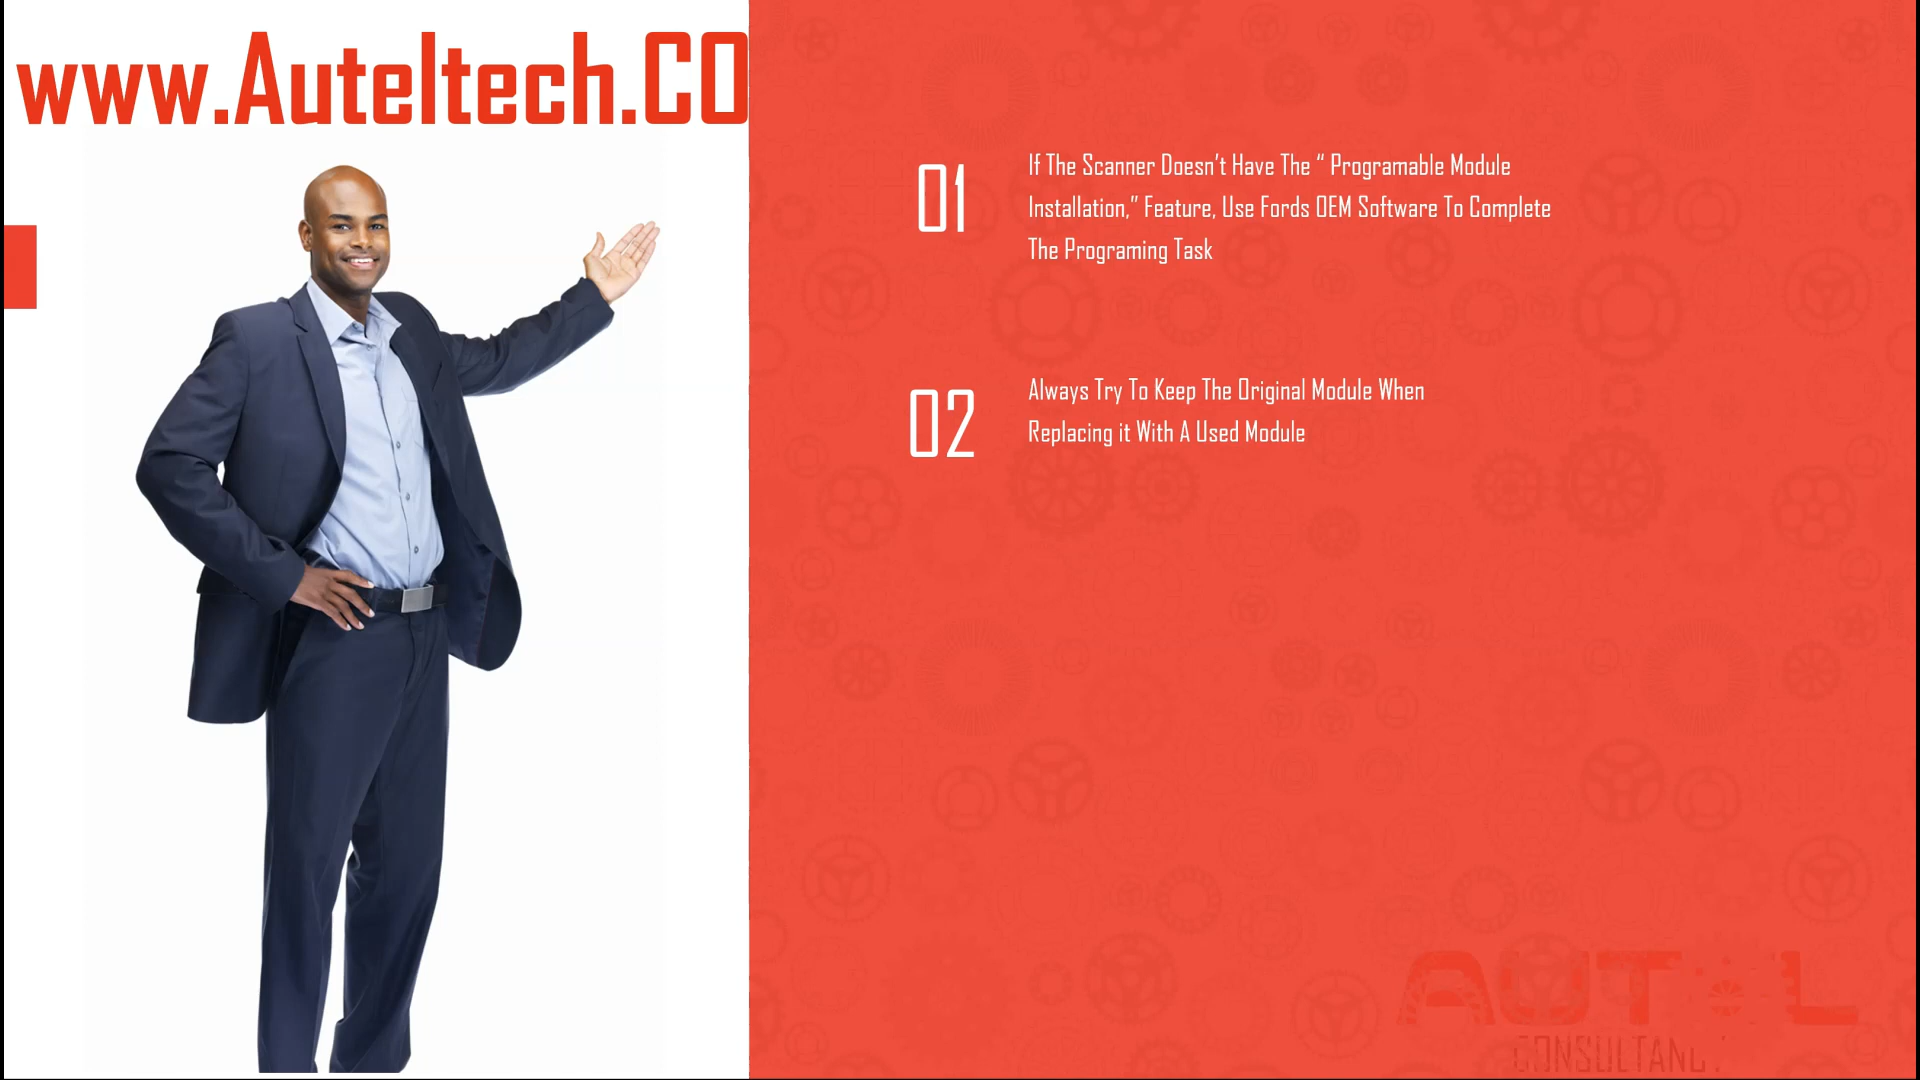 www.Auteltech.CO
01
If The Scanner Doesn't Have The “ Programable Module
Installation,” Feature, Use Fords OEM Software To Complete
The Programing Task
02
Always Try To Keep The Original Module When
Replacing it With A Used Module